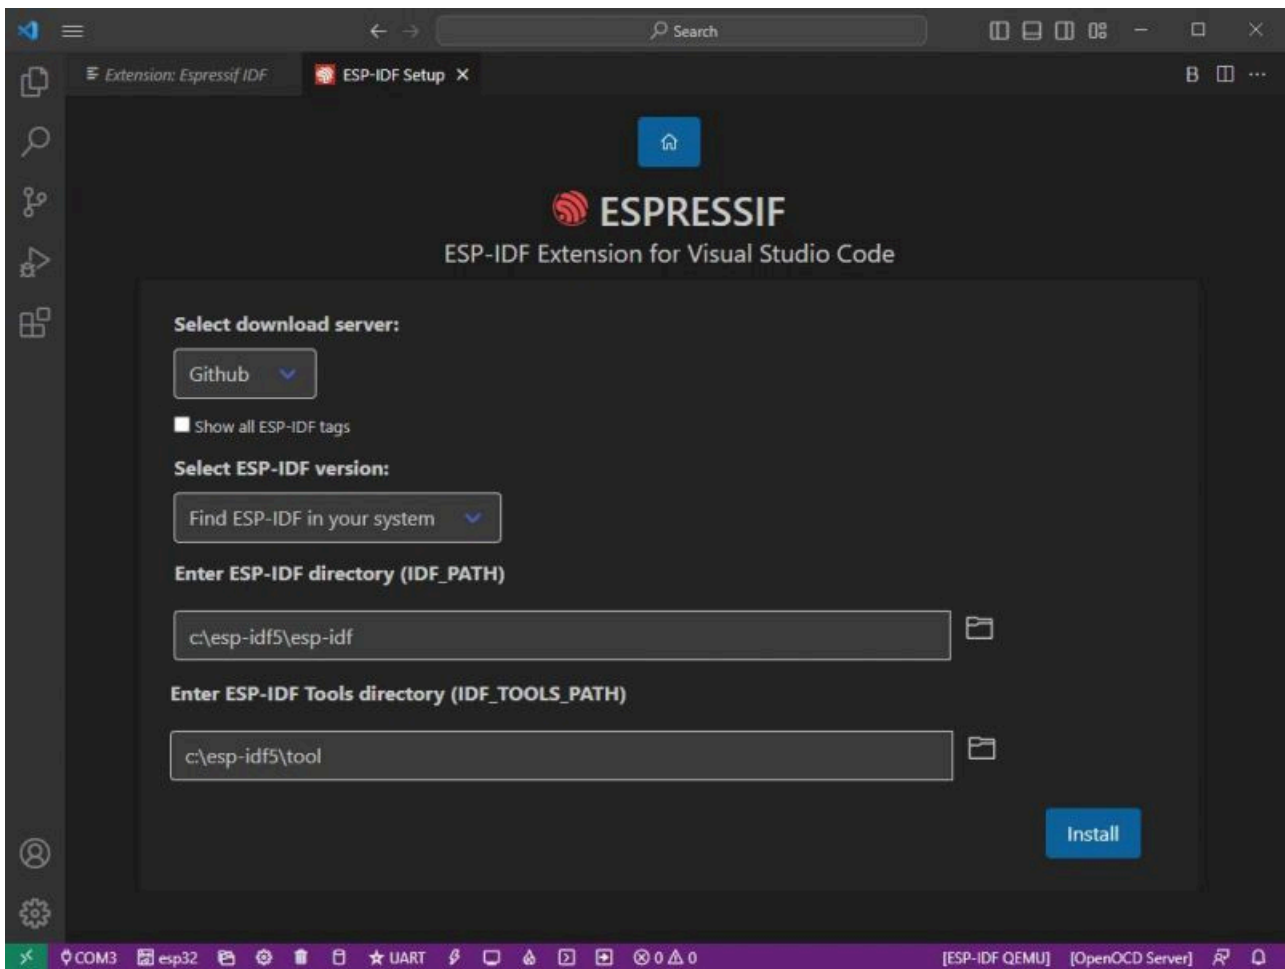 Search
Extension: Espressif IDF
ESP-IDF Setup
ESPRESSIF
ESP-IDF Extension for Visual Studio Code
Select download server:
Github
Show all ESP-IDF tags
Select ESP-IDF version:
Find ESP-IDF in your system
Enter ESP-IDF directory (IDF_PATH)
c:\esp-idf5\esp-idf
Enter ESP-IDF Tools directory (IDF_TOOLS_PATH)
c:\esp-idf5\tool
Install
COM3 esp32 UART 0 0 [ESP-IDF QEMU] [OpenOCD Server]